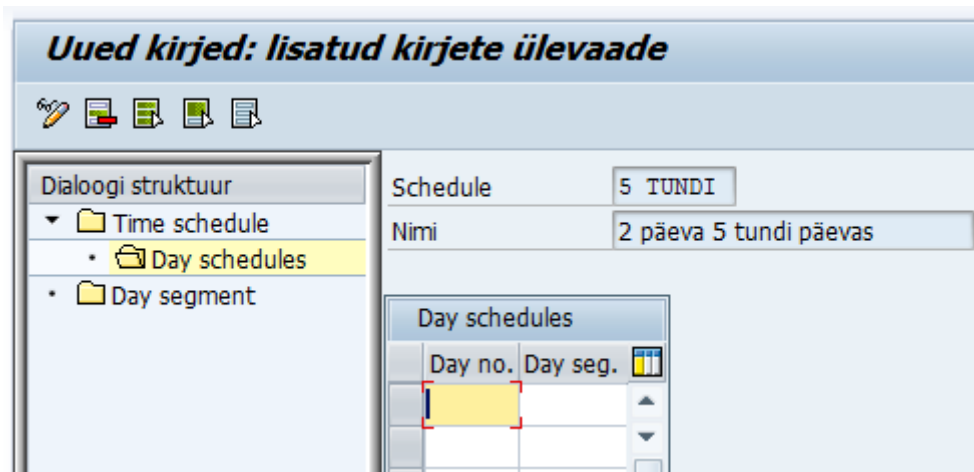 Uued kirjed: lisatud kirjete ülevaade
Dialoogi struktuur
Time schedule
Day schedules
Day segment
Schedule 5 TUNDI
Nimi 2 päeva 5 tundi päevas
Day schedules
Day no. Day seg.